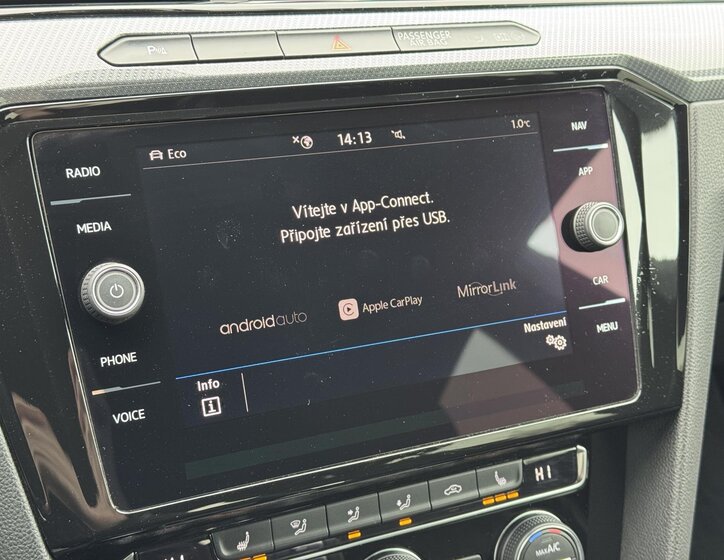 P
PASSENGER
AIR BAG
RADIO
MEDIA
PHONE
VOICE
Eco
14:13
1.0°C
Vítejte v App-Connect.
Připojte zařízení přes USB.
androidauto
Apple CarPlay
MirrorLink
Nastavení
Info
i
NAV
APP
CAR
MENU
HI
MAX A/C